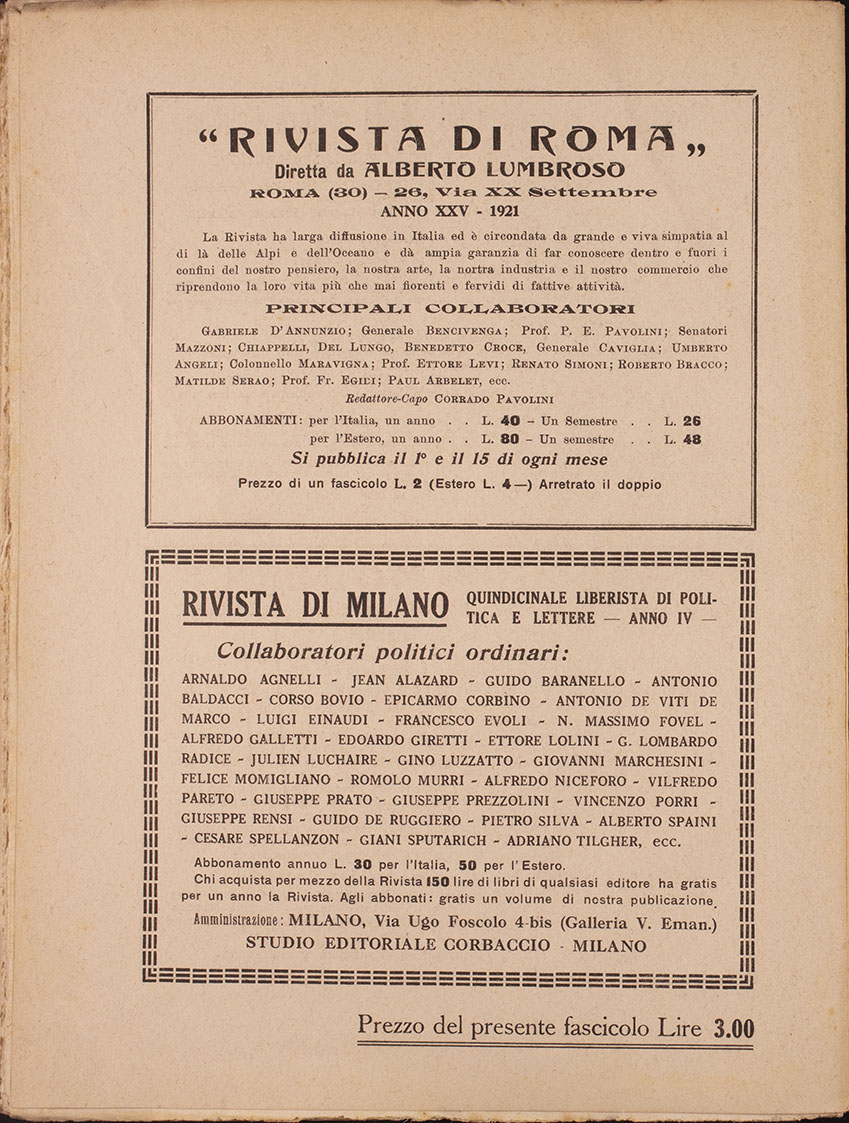 “RIVISTA DI ROMA„
Diretta da ALBERTO LUMBROSO
ROMA (30) — 26, Via XX Settembre
ANNO XXV - 1921
La Rivista ha larga diffusione in Italia ed è circondata da grande e viva simpatia al
di là delle Alpi e dell'Oceano e dà ampia garanzia di far conoscere dentro e fuori i
confini del nostro pensiero, la nostra arte, la nortra industria e il nostro commercio che
riprendono la loro vita più che mai fiorenti e fervidi di fattive attività.
PRINCIPALI COLLABORATORI
GABRIELE D'ANNUNZIO; Generale BENCIVENGA; Prof. P. E. PAVOLINI; Senatori
MAZZONI; CHIAPPELLI, DEL LUNGO, BENEDETTO CROCE, Generale CAVIGLIA; UMBERTO
ANGELI; Colonnello MARAVIGNA; Prof. ETTORE LEVI; RENATO SIMONI; ROBERTO BRACCO;
MATILDE SERAO; Prof. FR. EGIDI; PAUL ARBELET, ecc.
Redattore-Capo CORRADO PAVOLINI
ABBONAMENTI: per l'Italia, un anno . . L. 40 - Un Semestre . . L. 26
per l'Estero, un anno . . L. 80 - Un semestre . . L. 48
Si pubblica il 1º e il 15 di ogni mese
Prezzo di un fascicolo L. 2 (Estero L. 4—) Arretrato il doppio
RIVISTA DI MILANO QUINDICINALE LIBERISTA DI POLI-
TICA E LETTERE — ANNO IV —
Collaboratori politici ordinari:
ARNALDO AGNELLI - JEAN ALAZARD - GUIDO BARANELLO - ANTONIO
BALDACCI - CORSO BOVIO - EPICARMO CORBINO - ANTONIO DE VITI DE
MARCO - LUIGI EINAUDI - FRANCESCO EVOLI - N. MASSIMO FOVEL -
ALFREDO GALLETTI - EDOARDO GIRETTI - ETTORE LOLINI - G. LOMBARDO
RADICE - JULIEN LUCHAIRE - GINO LUZZATTO - GIOVANNI MARCHESINI -
FELICE MOMIGLIANO - ROMOLO MURRI - ALFREDO NICEFORO - VILFREDO
PARETO - GIUSEPPE PRATO - GIUSEPPE PREZZOLINI - VINCENZO PORRI -
GIUSEPPE RENSI - GUIDO DE RUGGIERO - PIETRO SILVA - ALBERTO SPAINI
- CESARE SPELLANZON - GIANI SPUTARICH - ADRIANO TILGHER, ecc.
Abbonamento annuo L. 30 per l'Italia, 50 per l'Estero.
Chi acquista per mezzo della Rivista 150 lire di libri di qualsiasi editore ha gratis
per un anno la Rivista. Agli abbonati: gratis un volume di nostra publicazione.
Amministrazione: MILANO, Via Ugo Foscolo 4-bis (Galleria V. Eman.)
STUDIO EDITORIALE CORBACCIO - MILANO
Prezzo del presente fascicolo Lire 3.00